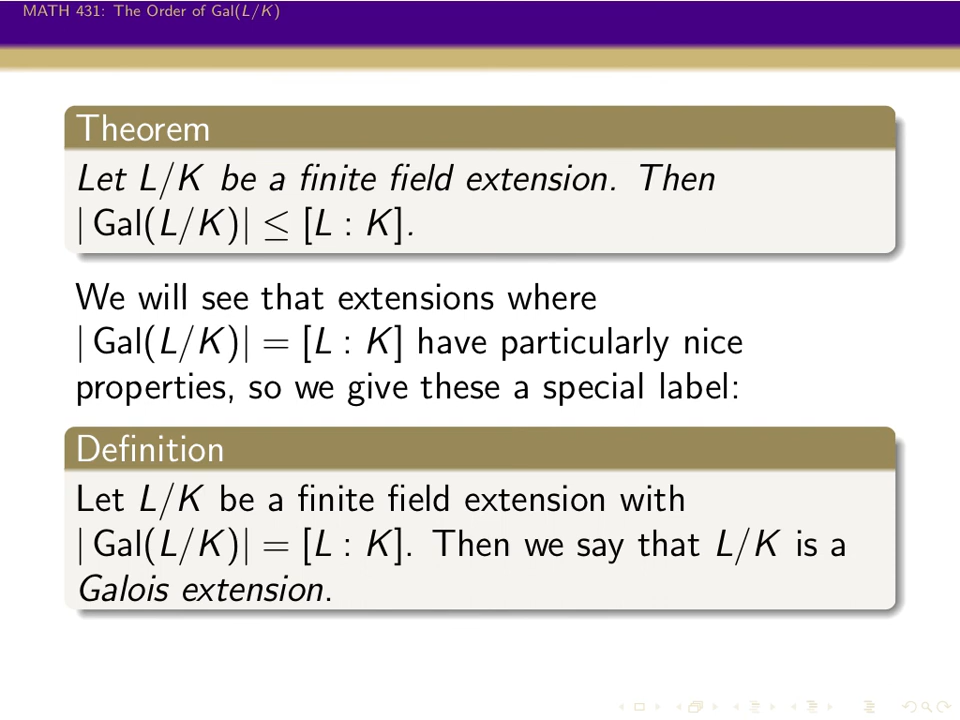 MATH 431: The Order of Gal(L/K)
Theorem
Let L/K be a finite field extension. Then
| Gal(L/K)| ≤ [L : K].
We will see that extensions where
| Gal(L/K)| = [L : K] have particularly nice
properties, so we give these a special label:
Definition
Let L/K be a finite field extension with
| Gal(L/K)| = [L : K]. Then we say that L/K is a
Galois extension.